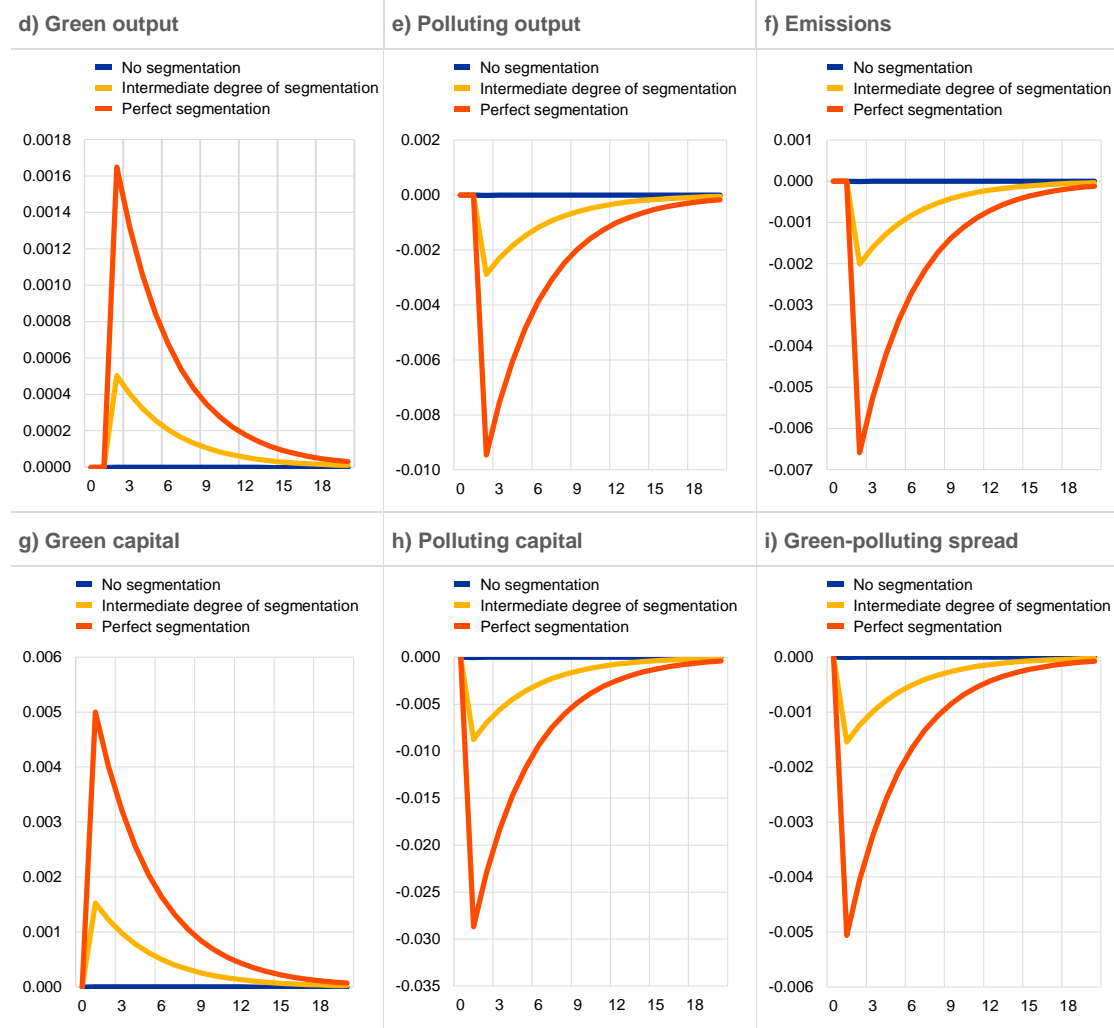 d) Green output
e) Polluting output
f) Emissions
No segmentation
Intermediate degree of segmentation
Perfect segmentation
No segmentation
Intermediate degree of segmentation
Perfect segmentation
No segmentation
Intermediate degree of segmentation
Perfect segmentation
0.0018
0.0016
0.0014
0.0012
0.0010
0.0008
0.0006
0.0004
0.0002
0.0000
0 3 6 9 12 15 18
0.002
0.000
-0.002
-0.004
-0.006
-0.008
-0.010
0 3 6 9 12 15 18
0.001
0.000
-0.001
-0.002
-0.003
-0.004
-0.005
-0.006
-0.007
0 3 6 9 12 15 18
g) Green capital
h) Polluting capital
i) Green-polluting spread
No segmentation
Intermediate degree of segmentation
Perfect segmentation
No segmentation
Intermediate degree of segmentation
Perfect segmentation
No segmentation
Intermediate degree of segmentation
Perfect segmentation
0.006
0.005
0.004
0.003
0.002
0.001
0.000
0 3 6 9 12 15 18
0.000
-0.005
-0.010
-0.015
-0.020
-0.025
-0.030
-0.035
0 3 6 9 12 15 18
0.000
-0.001
-0.002
-0.003
-0.004
-0.005
-0.006
0 3 6 9 12 15 18